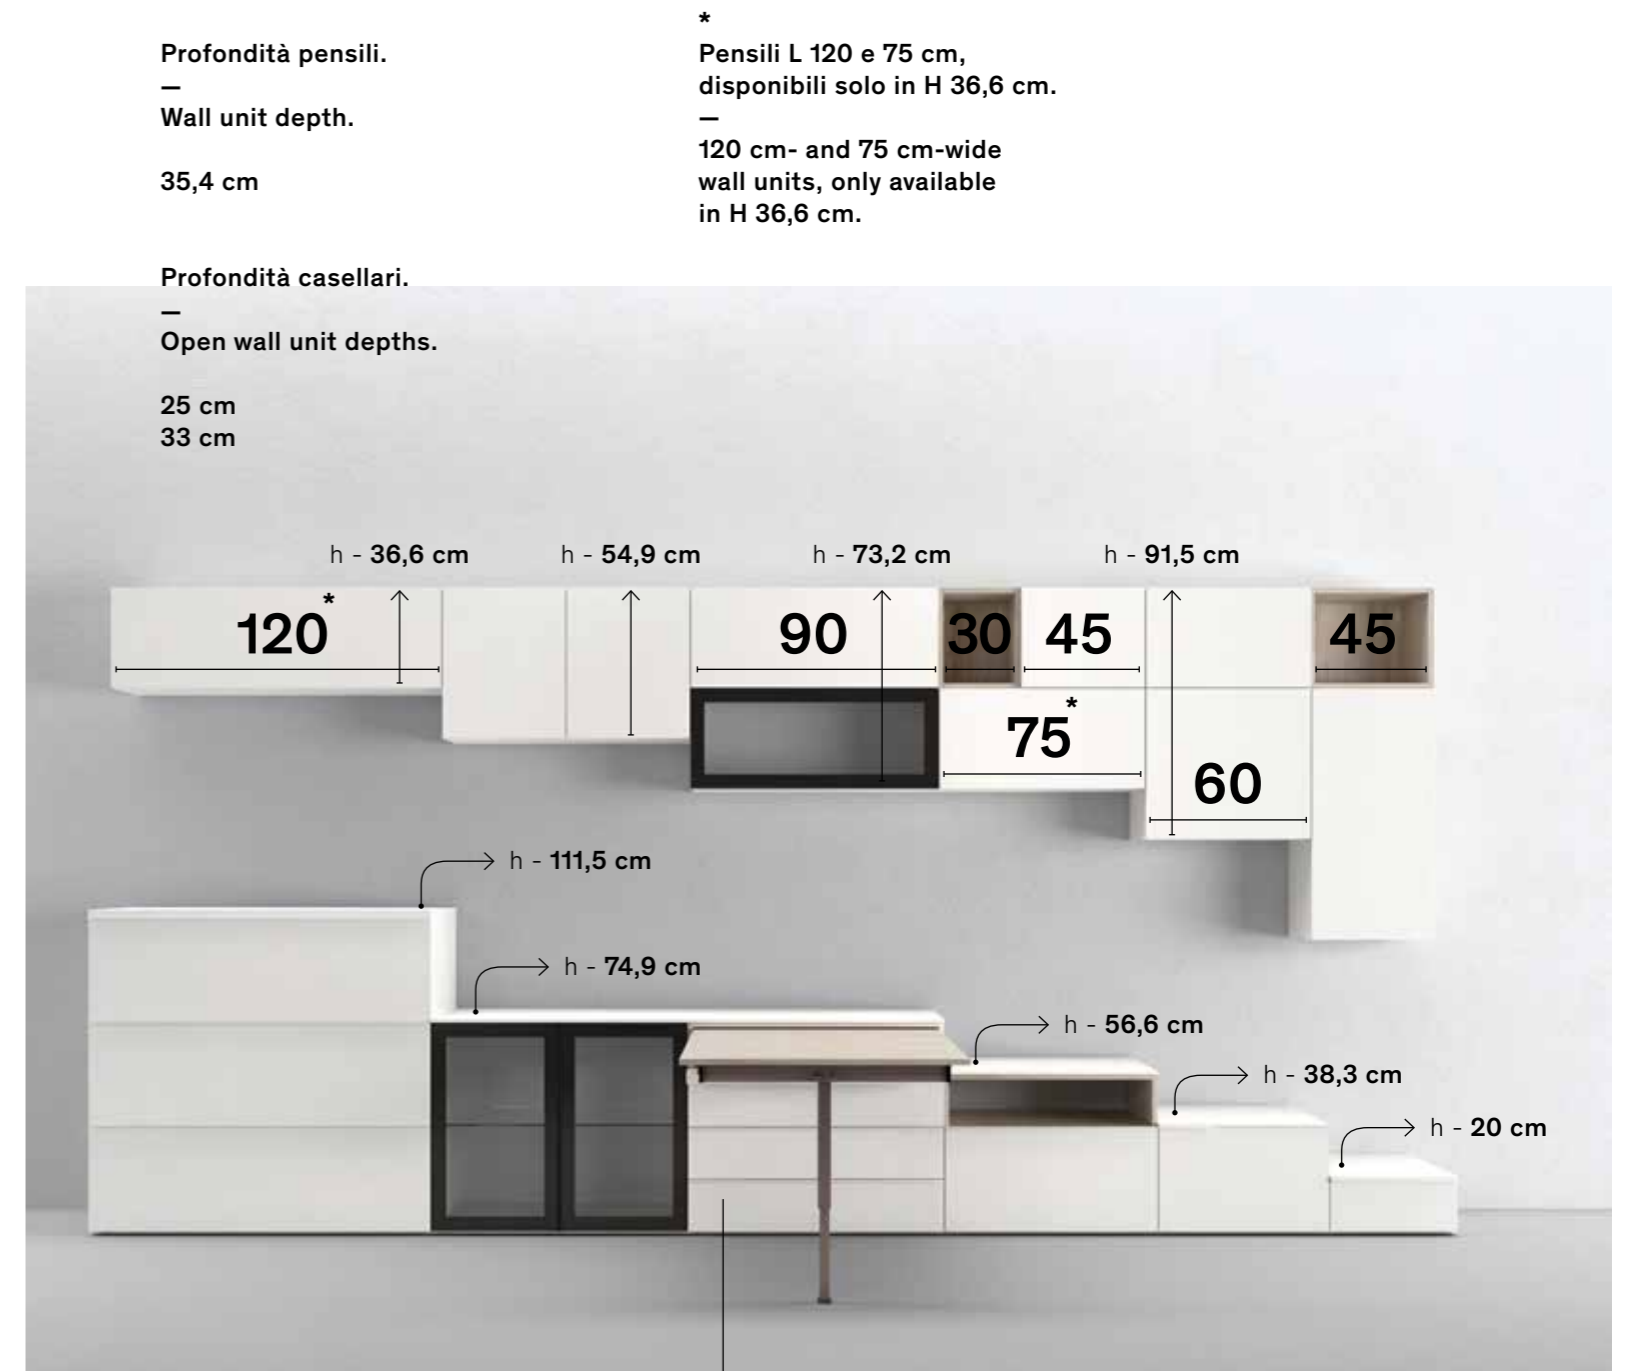 Profondità pensili.
—
Wall unit depth.
35,4 cm
Profondità casellari.
—
Open wall unit depths.
25 cm
33 cm
*
Pensili L 120 e 75 cm,
disponibili solo in H 36,6 cm.
—
120 cm- and 75 cm-wide
wall units, only available
in H 36,6 cm.
h - 36,6 cm
h - 54,9 cm
h - 73,2 cm
h - 91,5 cm
120*
90
30
45
45
75*
60
h - 111,5 cm
h - 74,9 cm
h - 56,6 cm
h - 38,3 cm
h - 20 cm